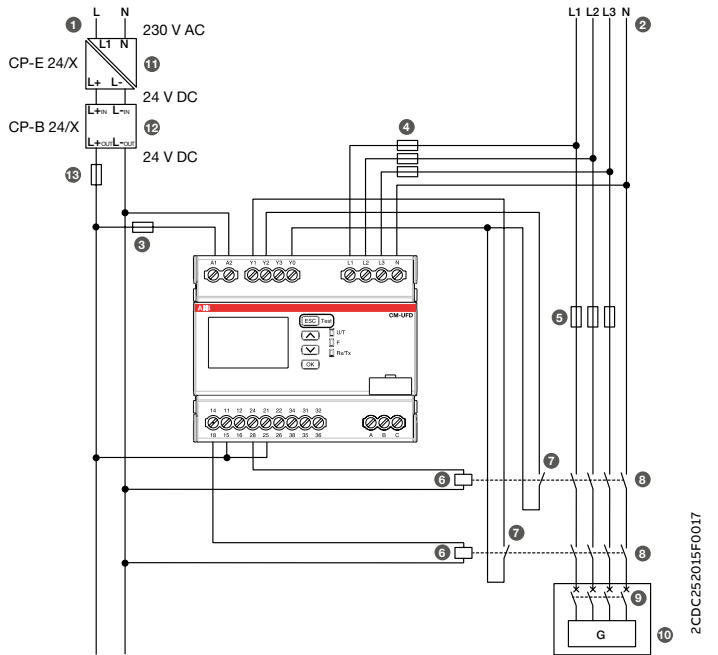 L N
L1 L2 L3 N
1
230 V AC
2
L1 N
CP-E 24/X
11
L+ L-
24 V DC
L+IN L-IN
CP-B 24/X
12
L+OUT L-OUT
24 V DC
13
4
3
A1 A2 Y1 Y2 Y3 Y0 L1 L2 L3 N
ABB
CM-UFD
ESC Test
U/T
F
Rx/Tx
OK
5
14 11 12 24 21 22 34 31 32
18 15 16 28 25 26 38 35 36
A B C
7
6
8
7
6
8
9
G
10
2CDC252015F0017